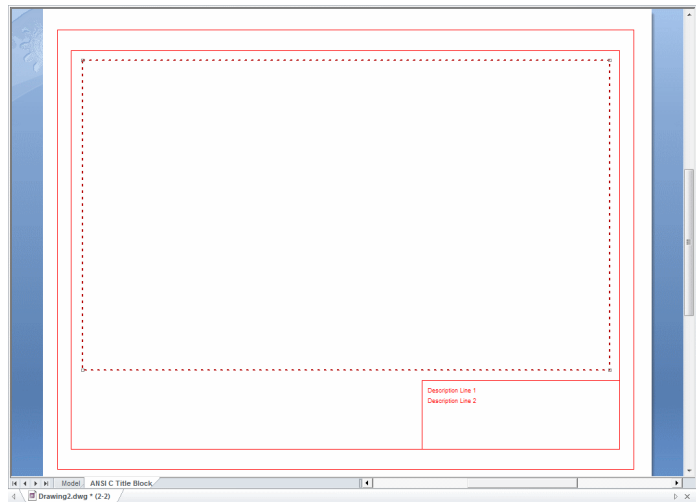 Description Line 1
Description Line 2
Model
ANSI C Title Block
Drawing2.dwg * (2-2)